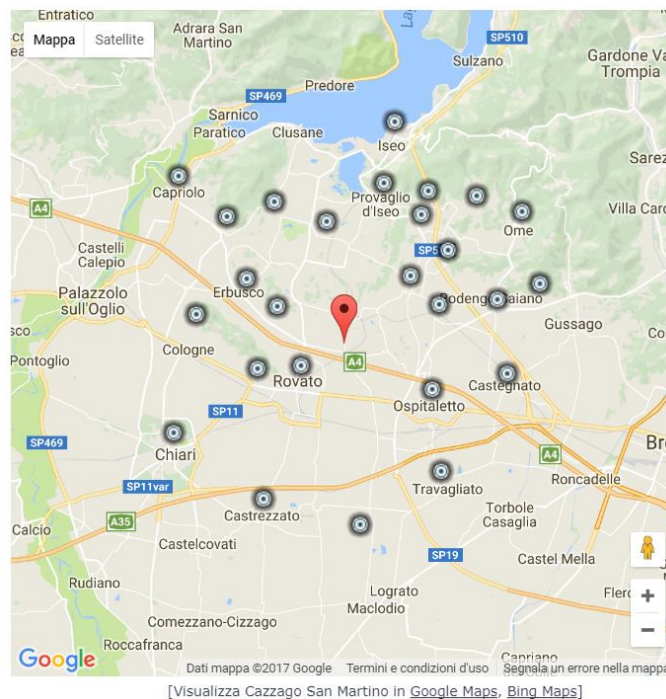 Entratico
Mappa
Satellite
Adrara San
Martino
SP510
Sulzano
Gardone Va
Trompia
Predore
SP469
Sarnico
Paratico
Clusane
Iseo
Sarez
Capriolo
Provaglio
d'Iseo
A4
Villa Carc
Ome
Castelli
Calepio
Erbusco
Palazzolo
sull'Oglio
Gussago
Pontoglio
Cologne
A4
Rovato
Castegnato
Ospitaletto
SP11
SP469
Chiari
Bre
A4
Roncadelle
SP11var
Travagliato
Torbole
Casaglia
Castrezzato
A35
Calcio
Castelcovati
SP19
Castel Mella
Rudiano
Flero
Lograto
Maclodio
Comezzano-Cizzago
Roccafranca
Capriano
Google
Dati mappa ©2017 Google
Termini e condizioni d'uso
Segnala un errore nella mappa
[Visualizza Cazzago San Martino in Google Maps, Bing Maps]